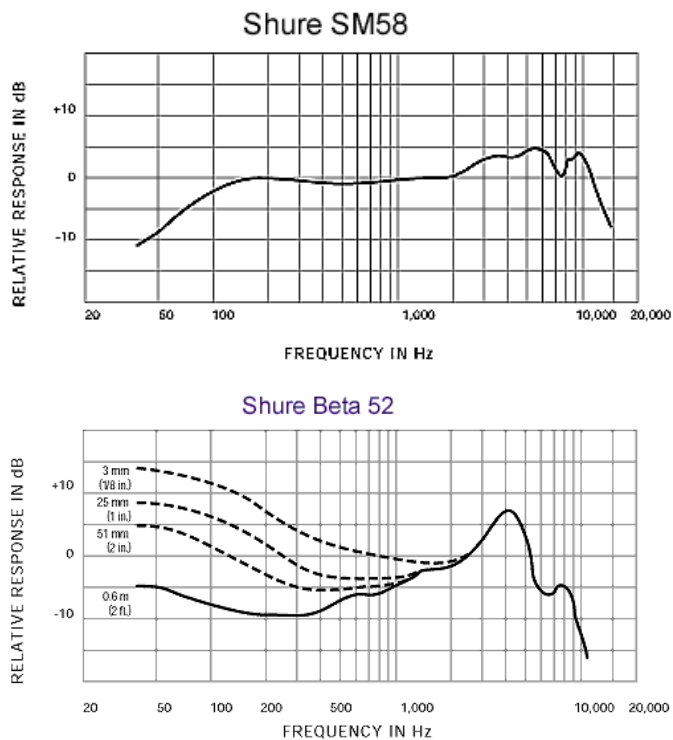 Shure SM58
RELATIVE RESPONSE IN dB
+10
0
-10
20 50 100 1,000 10,000 20,000
FREQUENCY IN Hz
Shure Beta 52
RELATIVE RESPONSE IN dB
+10
0
-10
3 mm
(1/8 in.)
25 mm
(1 in.)
51 mm
(2 in.)
0.6 m
(2 ft.)
20 50 100 200 500 1,000 10,000 20,000
FREQUENCY IN Hz